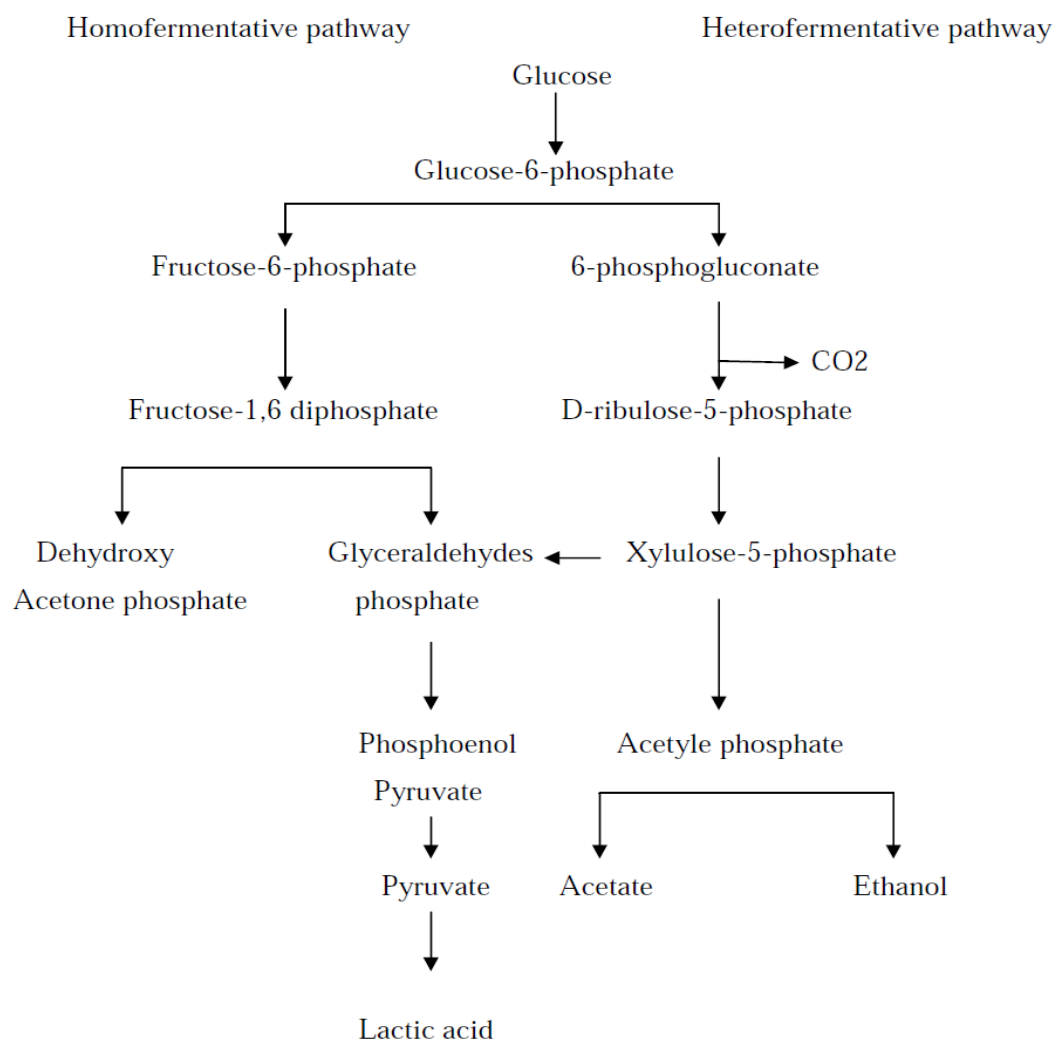 Homofermentative pathway
Heterofermentative pathway
Glucose
Glucose-6-phosphate
Fructose-6-phosphate
6-phosphogluconate
CO2
Fructose-1,6 diphosphate
D-ribulose-5-phosphate
Dehydroxy
Acetone phosphate
Glyceraldehydes
phosphate
Xylulose-5-phosphate
Phosphoenol
Pyruvate
Acetyle phosphate
Pyruvate
Acetate
Ethanol
Lactic acid